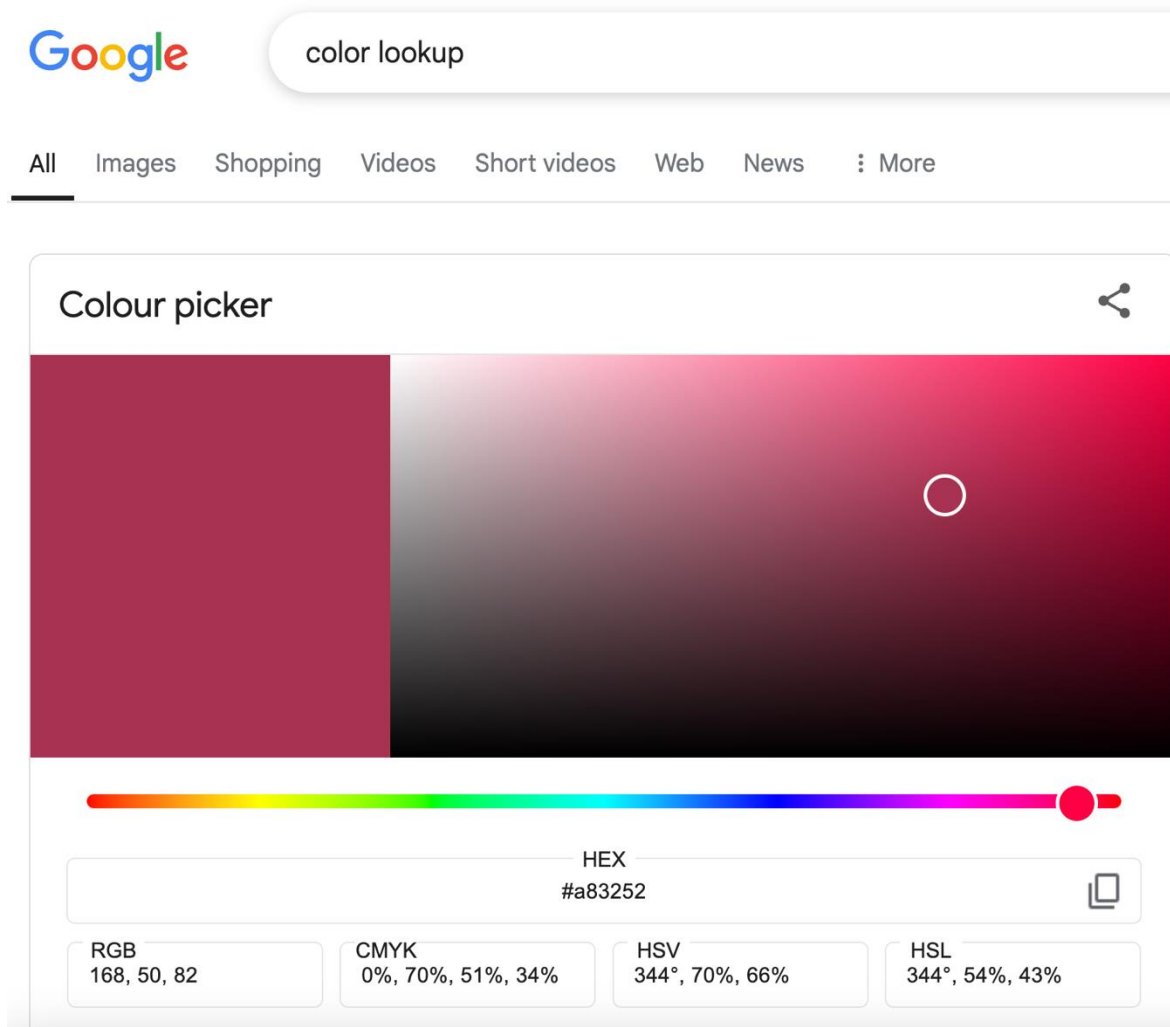 Google
color lookup
All Images Shopping Videos Short videos Web News More
Colour picker
HEX
#a83252
RGB
168, 50, 82
CMYK
0%, 70%, 51%, 34%
HSV
344°, 70%, 66%
HSL
344°, 54%, 43%